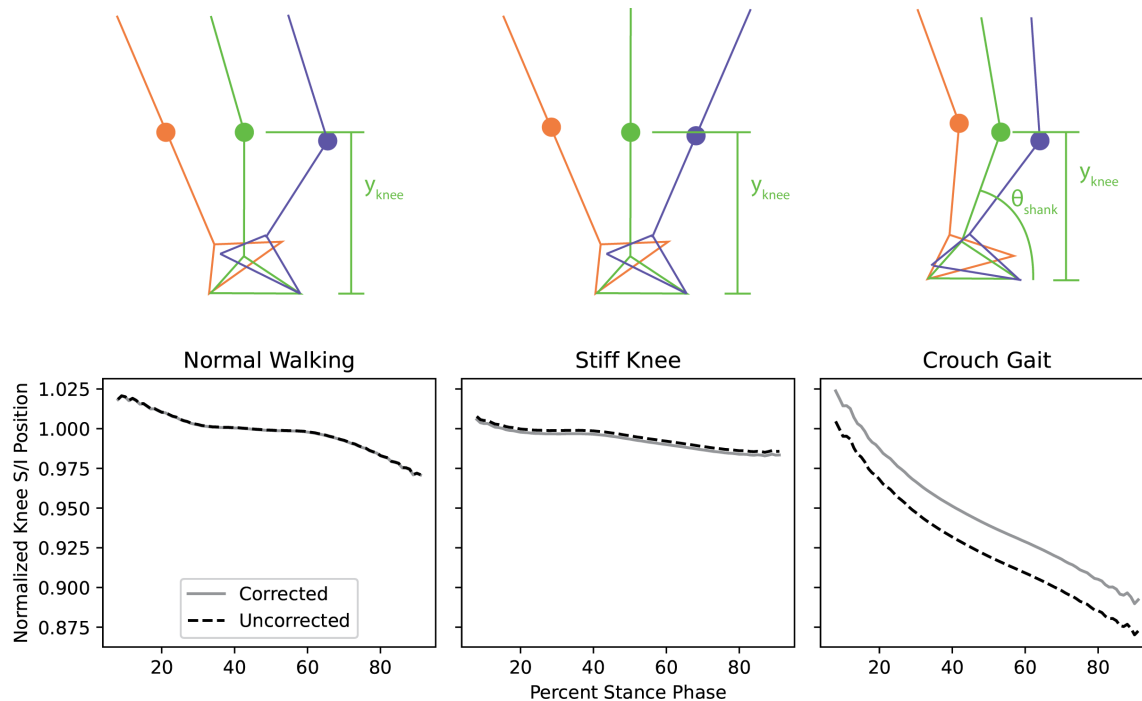 y_knee
y_knee
θ_shank
y_knee
Normal Walking
Stiff Knee
Crouch Gait
Normalized Knee S/I Position
1.025
1.000
0.975
0.950
0.925
0.900
0.875
Corrected
Uncorrected
20 40 60 80
20 40 60 80
20 40 60 80
Percent Stance Phase